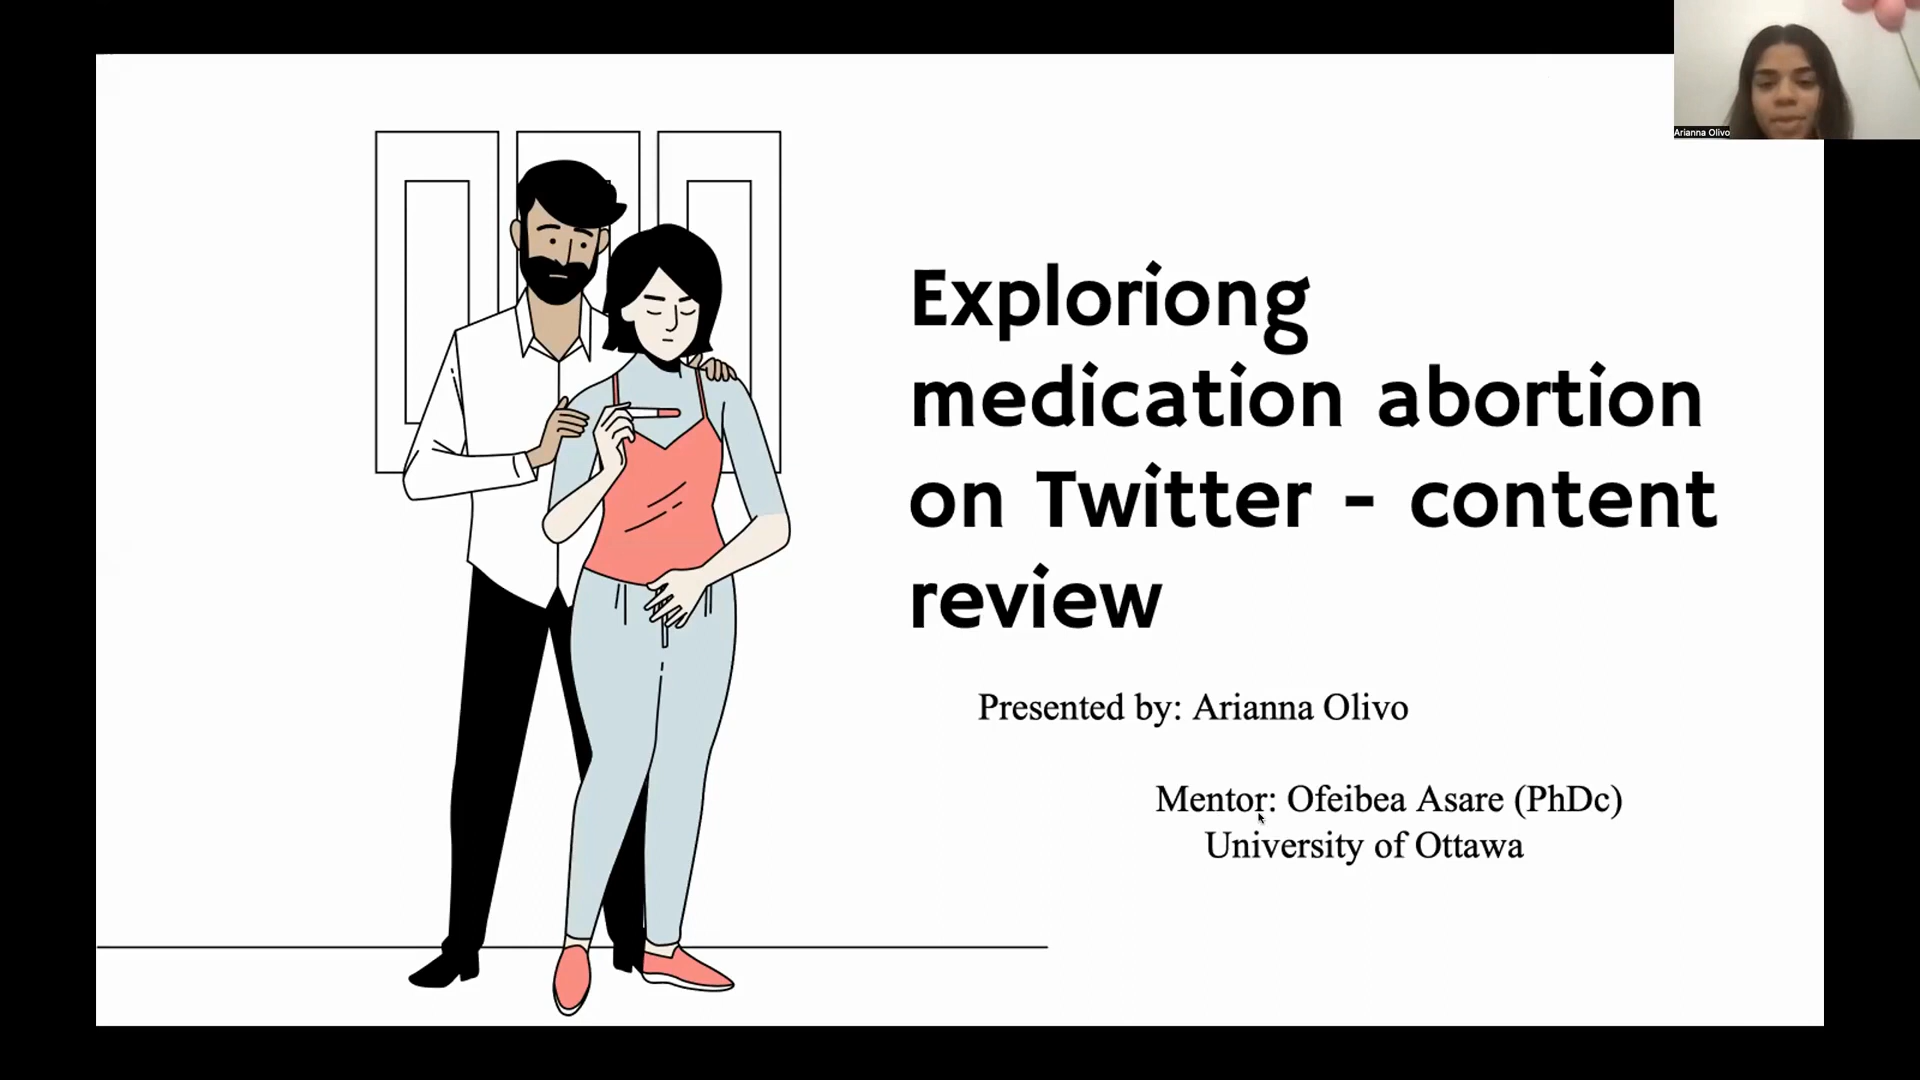 Arianna Olivo
Exploriong
medication abortion
on Twitter - content
review
Presented by: Arianna Olivo
Mentor: Ofeibea Asare (PhDc)
University of Ottawa